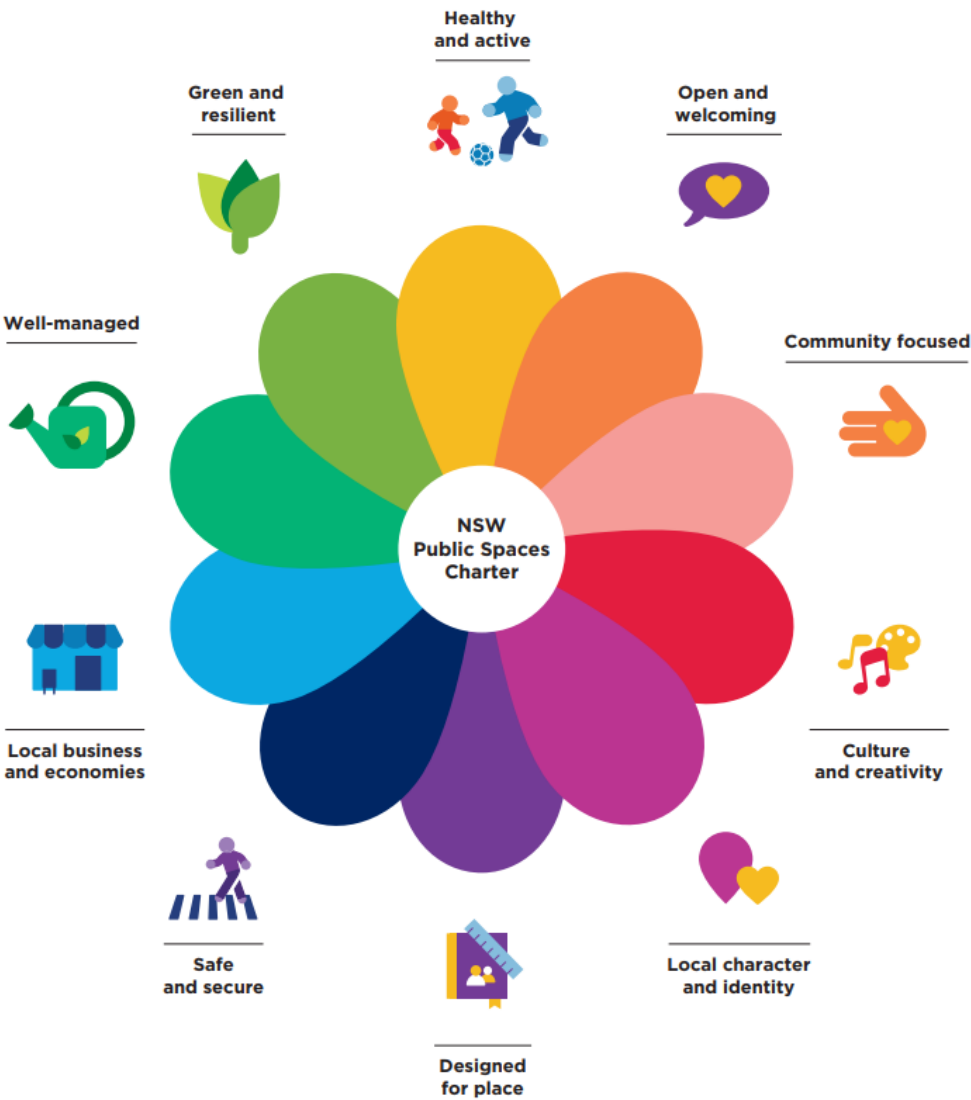 Healthy
and active
Green and
resilient
Open and
welcoming
Well-managed
Community focused
NSW
Public Spaces
Charter
Local business
and economies
Culture
and creativity
Safe
and secure
Local character
and identity
Designed
for place